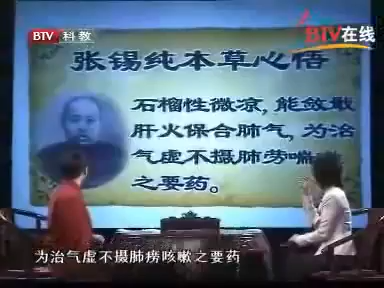 BTV 科教
BTV在线
张锡纯本草心悟
石榴性微凉，能敛戢
肝火保合肺气，为治
气虚不摄肺劳喘
之要药。
为治气虚不摄肺痨咳嗽之要药